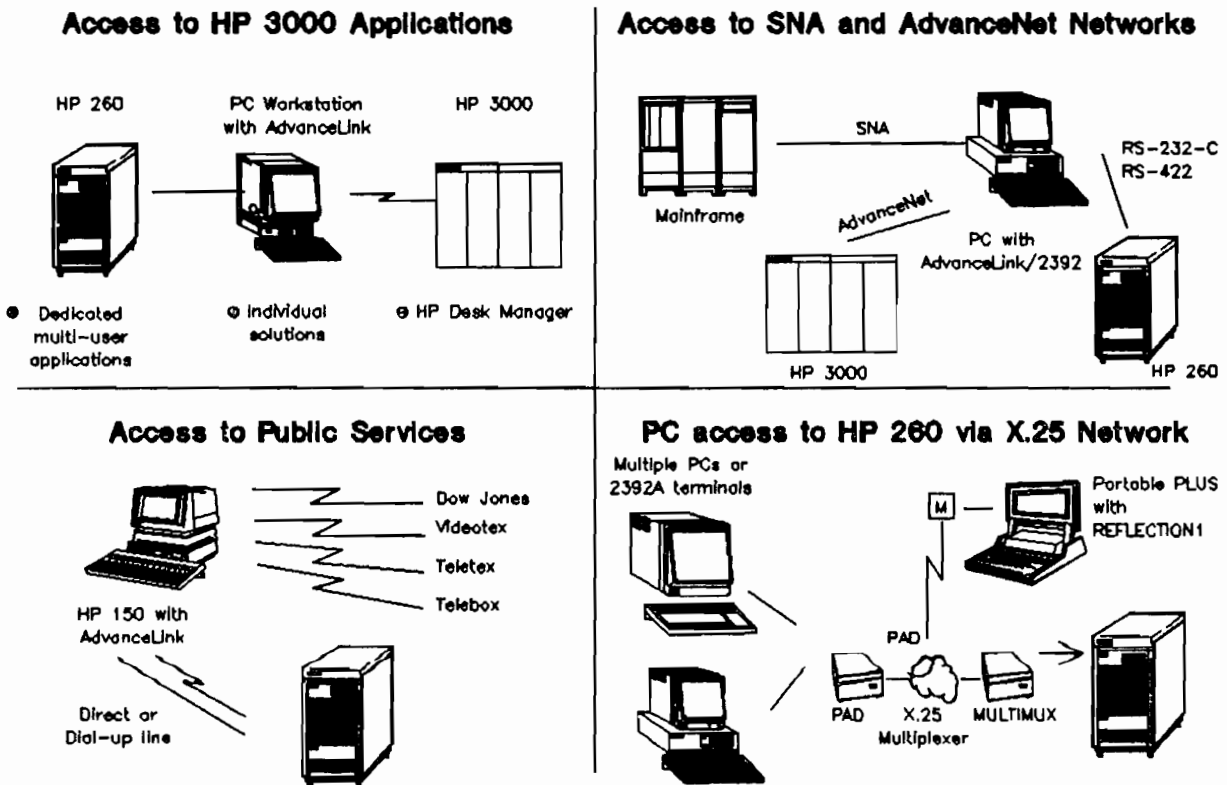 Access to HP 3000 Applications
HP 260
PC Workstation
with AdvanceLink
HP 3000
Dedicated
multi-user
applications
Individual
solutions
HP Desk Manager
Access to SNA and AdvanceNet Networks
SNA
RS-232-C
RS-422
Mainframe
AdvanceNet
PC with
AdvanceLink/2392
HP 3000
HP 260
Access to Public Services
Dow Jones
Videotex
Teletex
Telebox
HP 150 with
AdvanceLink
Direct or
Dial-up line
PC access to HP 260 via X.25 Network
Multiple PCs or
2392A terminals
M
Portable PLUS
with
REFLECTION1
PAD
PAD
X.25
Multiplexer
MULTIMUX